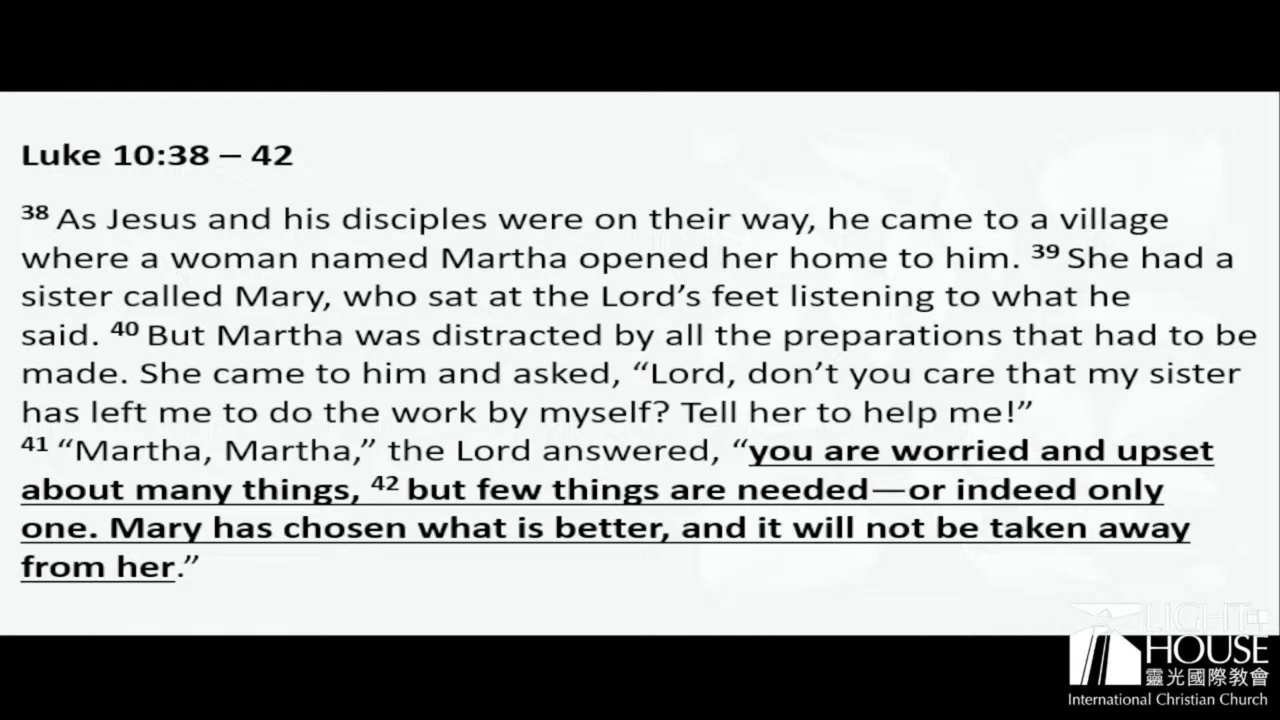 Luke 10:38 – 42
38 As Jesus and his disciples were on their way, he came to a village
where a woman named Martha opened her home to him. 39 She had a
sister called Mary, who sat at the Lord’s feet listening to what he
said. 40 But Martha was distracted by all the preparations that had to be
made. She came to him and asked, “Lord, don’t you care that my sister
has left me to do the work by myself? Tell her to help me!”
41 “Martha, Martha,” the Lord answered, “you are worried and upset
about many things, 42 but few things are needed—or indeed only
one. Mary has chosen what is better, and it will not be taken away
from her.”
LIGHT
HOUSE
靈光國際教會
International Christian Church